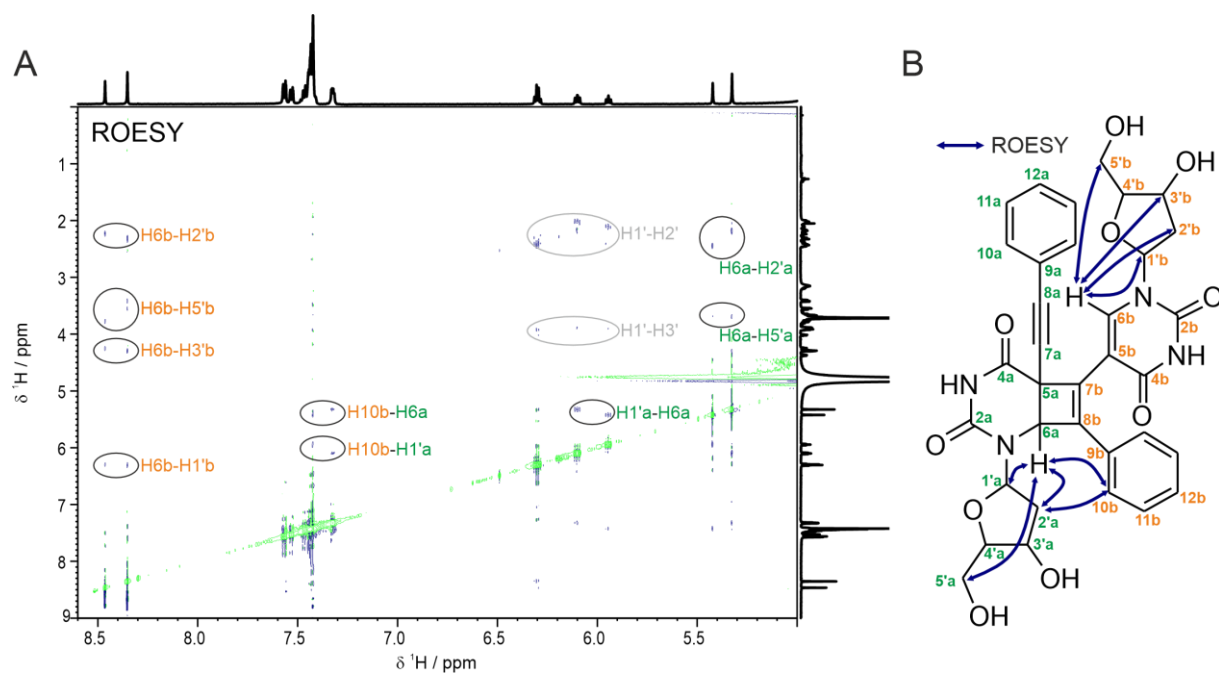 A
ROESY
1
2
3
4
5
6
7
8
9
H6b-H2'b
H6b-H5'b
H6b-H3'b
H6b-H1'b
H10b-H6a
H10b-H1'a
H1'-H2'
H1'-H3'
H1'a-H6a
H6a-H2'a
H6a-H5'a
8.5 8.0 7.5 7.0 6.5 6.0 5.5
δ ¹H / ppm
δ ¹H / ppm
B
ROESY
OH
5'b
OH
4'b
3'b
O
2'b
1'b
12a
11a
10a
9a
8a
7a
H
N
O
6b
2b
5b
NH
4b
O
O
4a
5a
7b
HN
2a
6a
8b
O
N
H
9b
10b
11b
12b
1'a
O
2'a
4'a
3'a
5'a
OH
OH